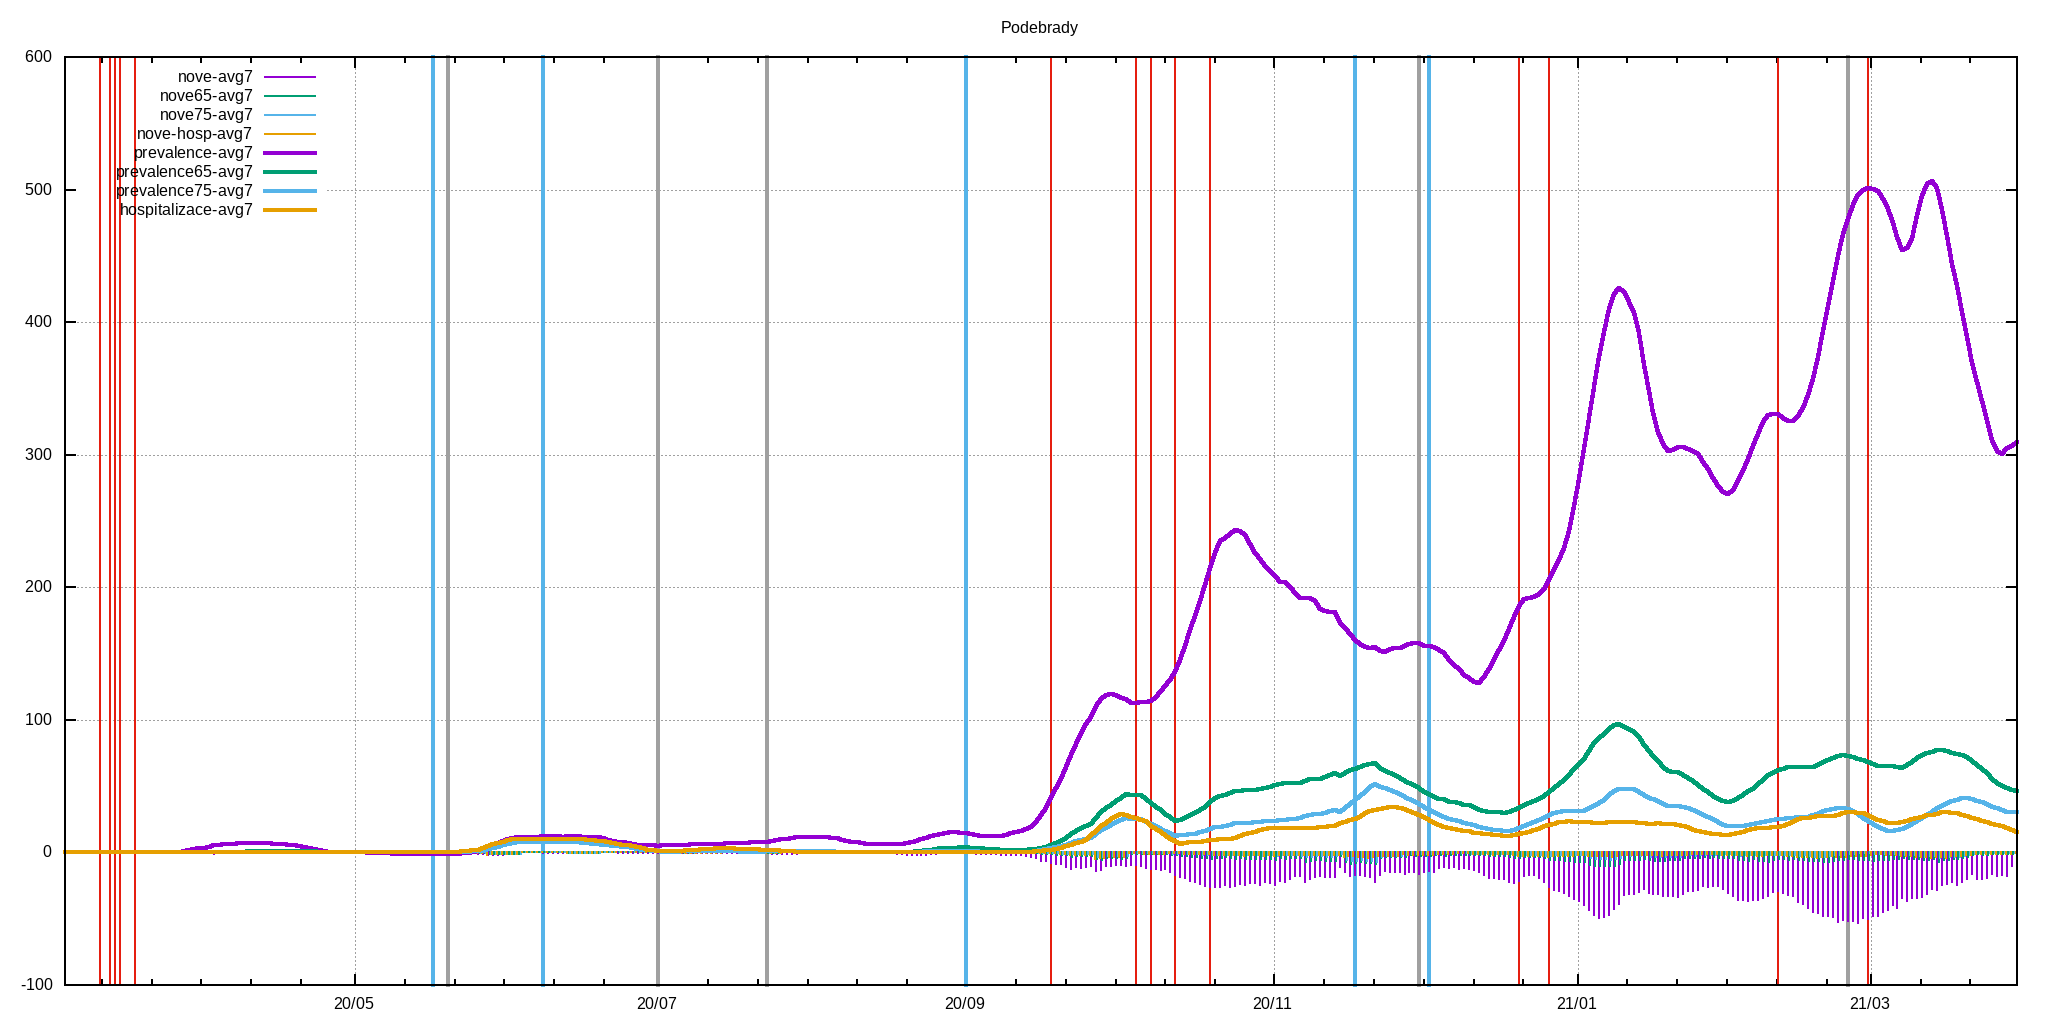 Podebrady
600
500
400
300
200
100
0
-100
nove-avg7
nove65-avg7
nove75-avg7
nove-hosp-avg7
prevalence-avg7
prevalence65-avg7
prevalence75-avg7
hospitalizace-avg7
20/05
20/07
20/09
20/11
21/01
21/03